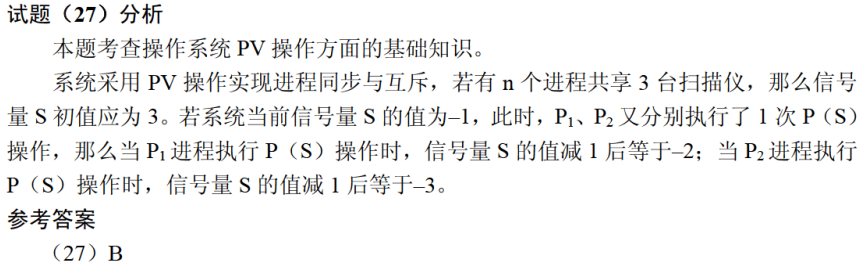 试题（27）分析
本题考查操作系统 PV 操作方面的基础知识。
系统采用 PV 操作实现进程同步与互斥，若有 n 个进程共享 3 台扫描仪，那么信号
量 S 初值应为 3。若系统当前信号量 S 的值为–1，此时，P₁、P₂ 又分别执行了 1 次 P（S）
操作，那么当 P₁ 进程执行 P（S）操作时，信号量 S 的值减 1 后等于–2；当 P₂ 进程执行
P（S）操作时，信号量 S 的值减 1 后等于–3。
参考答案
（27）B